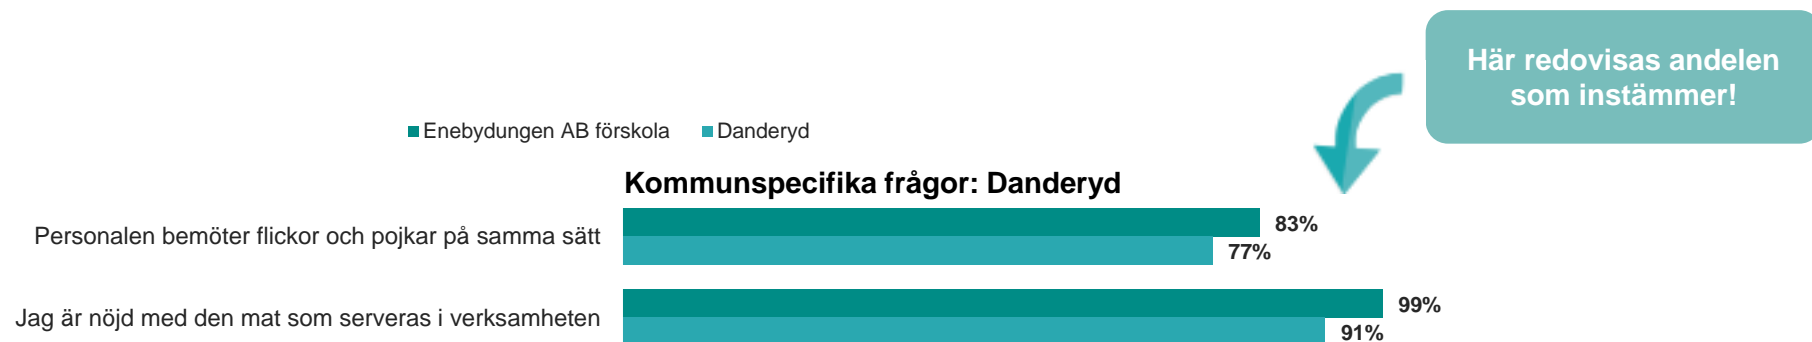 Här redovisas andelen
som instämmer!
Enebydungen AB förskola Danderyd
Kommunspecifika frågor: Danderyd
Personalen bemöter flickor och pojkar på samma sätt
83%
77%
Jag är nöjd med den mat som serveras i verksamheten
99%
91%